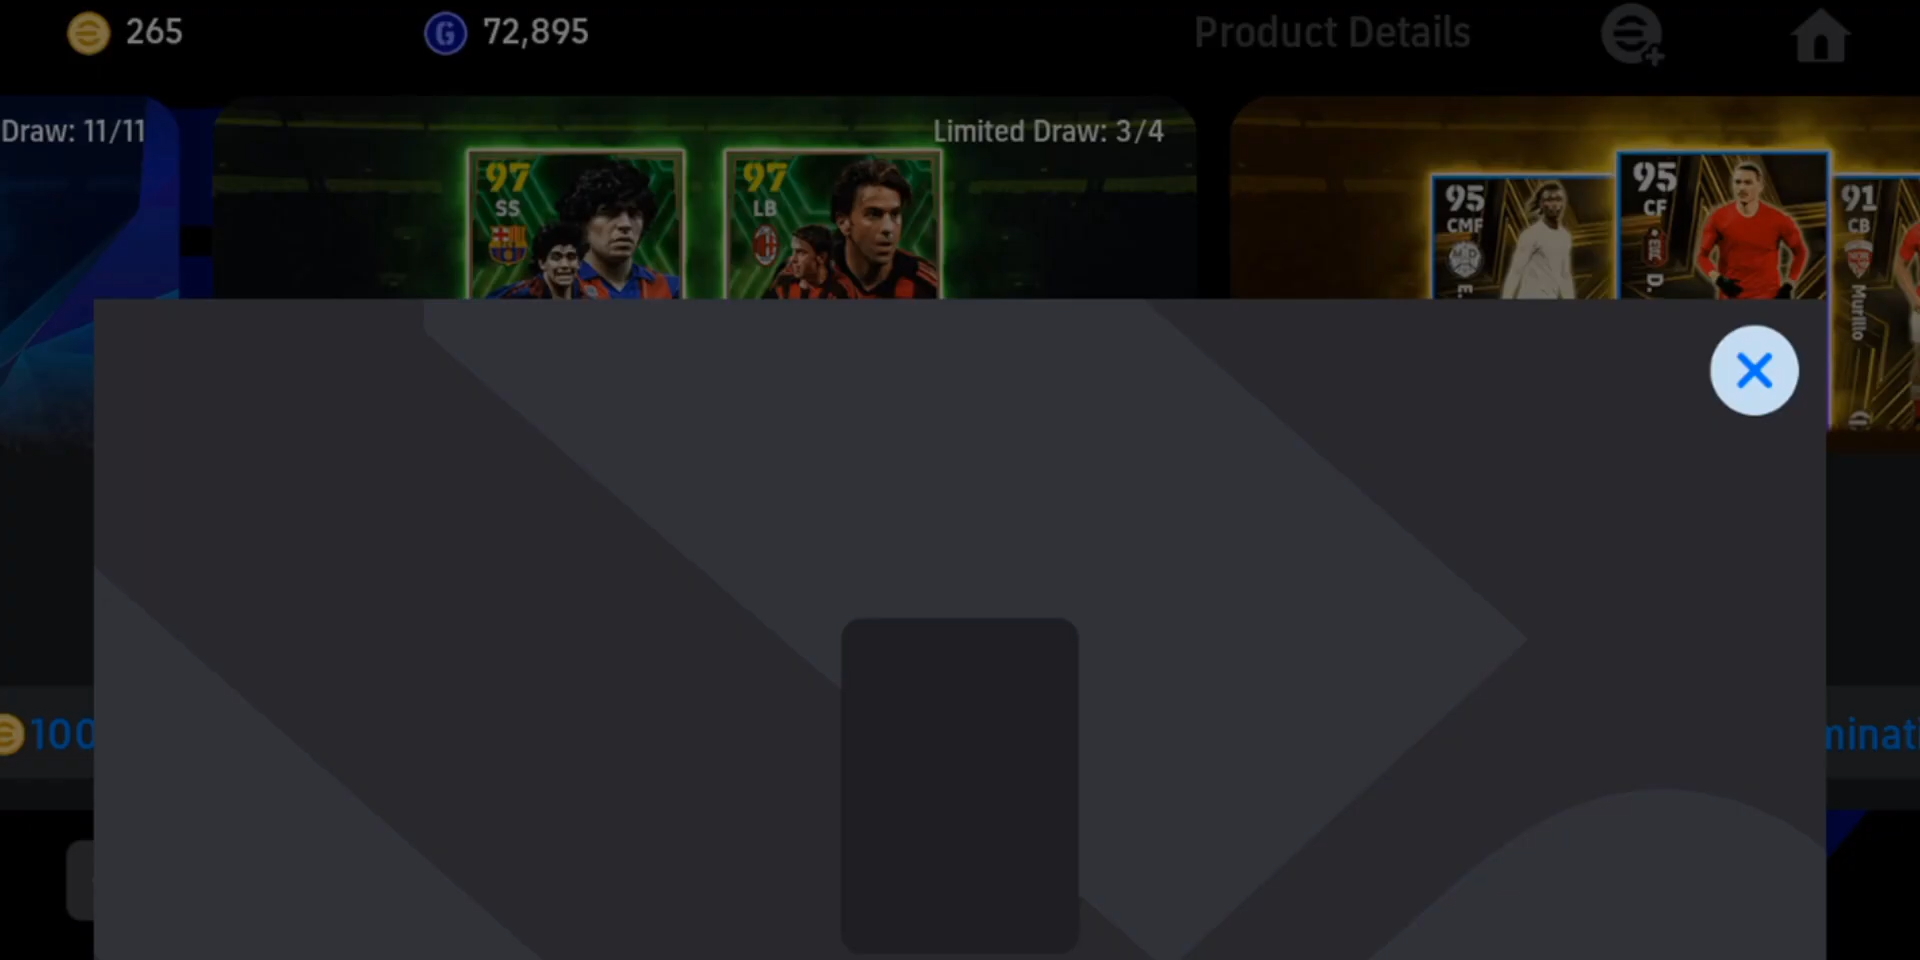 265
72,895
Product Details
Draw: 11/11
Limited Draw: 3/4
97
SS
97
LB
95
CMF
E.
95
CF
D.
91
CB
Murillo
100
minati